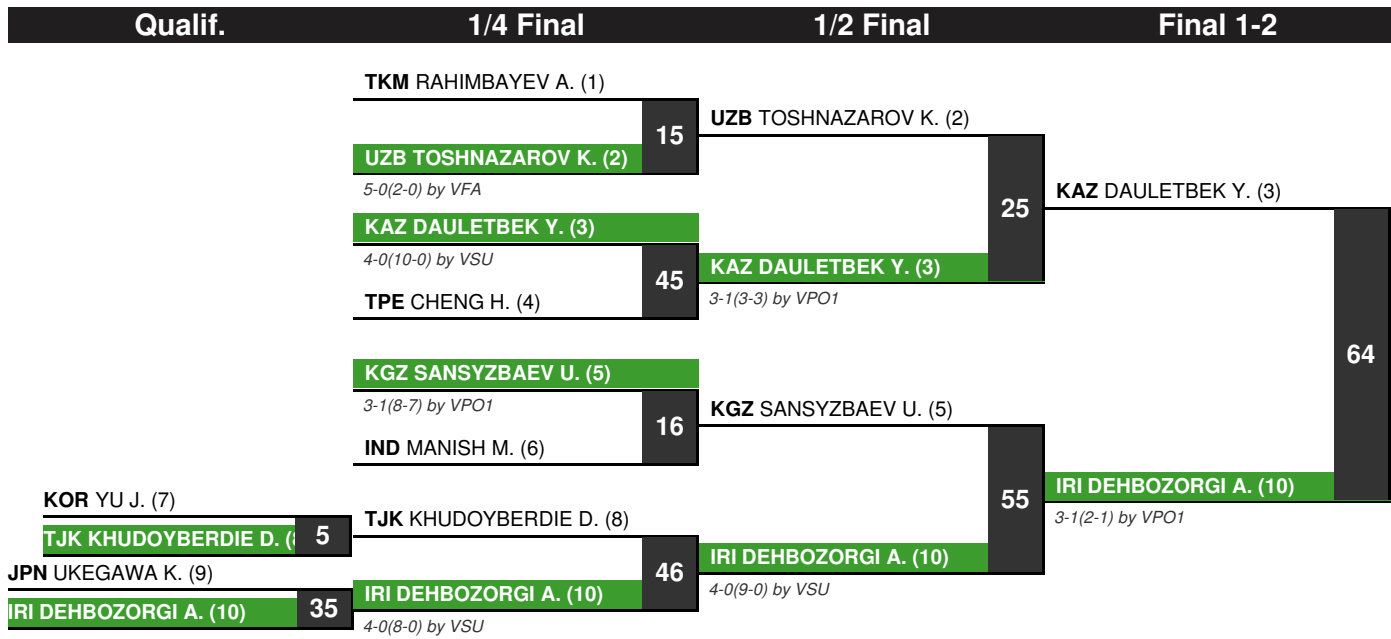 Qualif. 1/4 Final 1/2 Final Final 1-2
TKM RAHIMBAYEV A. (1)
15
UZB TOSHNAZAROV K. (2)
5-0(2-0) by VFA
KAZ DAULETBEK Y. (3)
4-0(10-0) by VSU
45
TPE CHENG H. (4)
KGZ SANSYZBAEV U. (5)
3-1(8-7) by VPO1
16
IND MANISH M. (6)
KOR YU J. (7)
TJK KHUDOYBERDIE D. ( 5
JPN UKEGAWA K. (9)
IRI DEHBOZORGI A. (10) 35
TJK KHUDOYBERDIE D. (8)
46
IRI DEHBOZORGI A. (10)
4-0(8-0) by VSU
UZB TOSHNAZAROV K. (2)
25
KAZ DAULETBEK Y. (3)
3-1(3-3) by VPO1
KGZ SANSYZBAEV U. (5)
55
IRI DEHBOZORGI A. (10)
4-0(9-0) by VSU
KAZ DAULETBEK Y. (3)
64
IRI DEHBOZORGI A. (10)
3-1(2-1) by VPO1